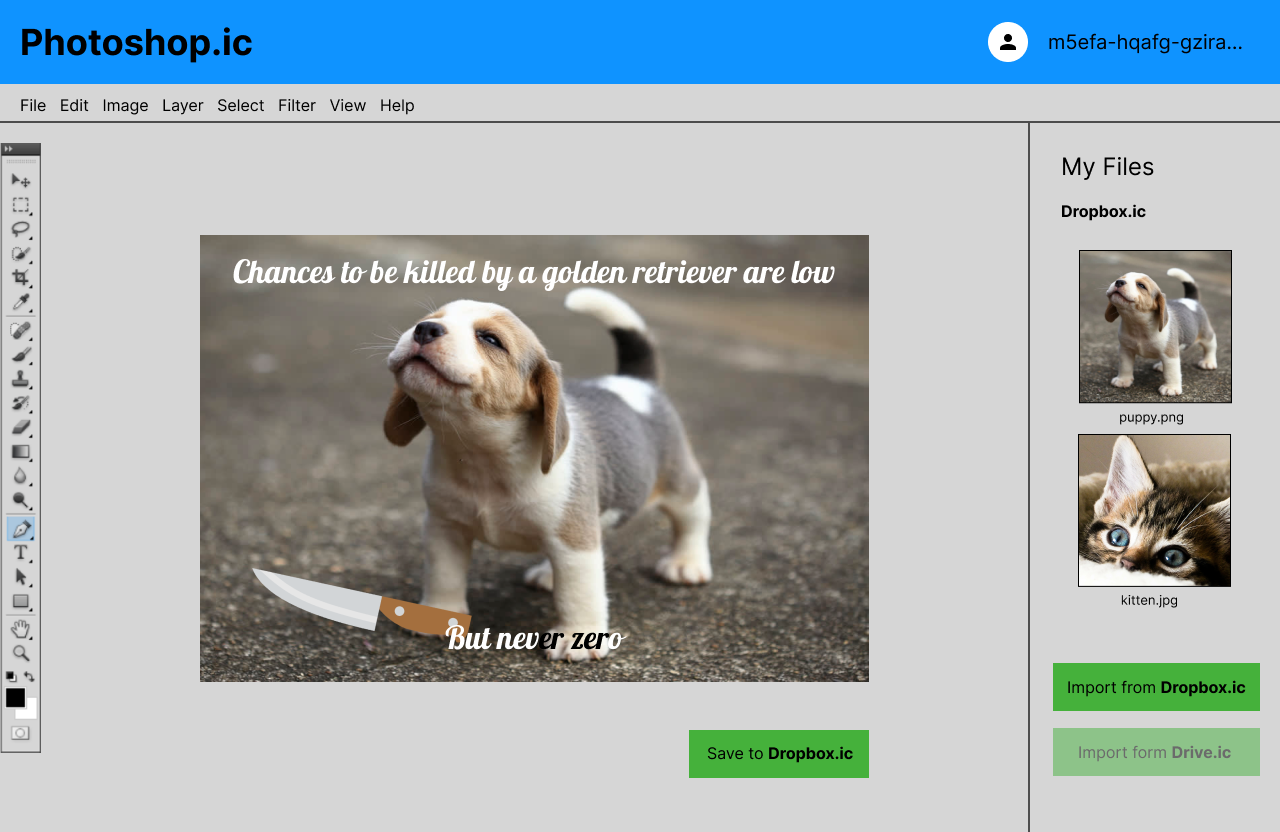 Photoshop.ic
m5efa-hqafg-gzira...
File Edit Image Layer Select Filter View Help
My Files
Dropbox.ic
Chances to be killed by a golden retriever are low
puppy.png
But never zero
kitten.jpg
Import from Dropbox.ic
Save to Dropbox.ic
Import form Drive.ic